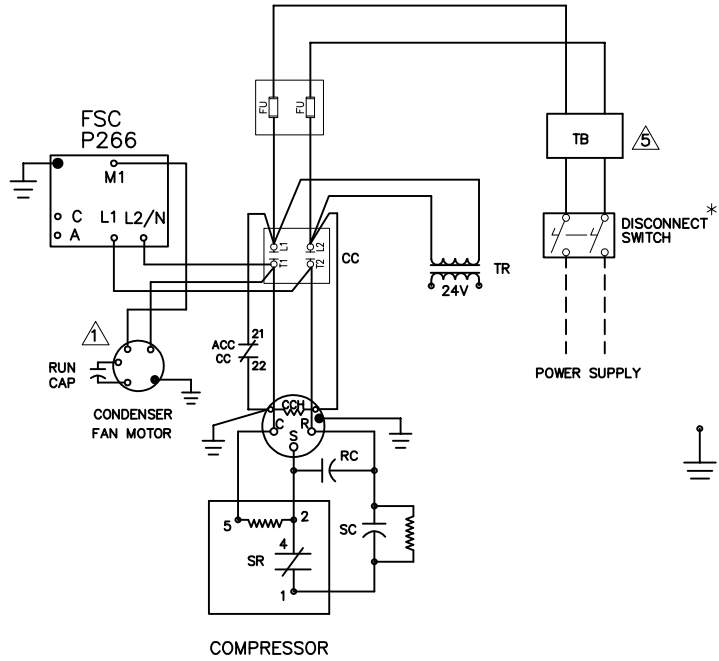 FU
FU
FSC
P266
TB
5
M1
C
L1
L2/N
A
DISCONNECT*
SWITCH
L1
L2
T1
T2
CC
TR
24V
1
21
ACC
CC
22
RUN
CAP
POWER SUPPLY
CONDENSER
FAN MOTOR
CCH
C
R
S
RC
5
2
SC
4
SR
1
COMPRESSOR